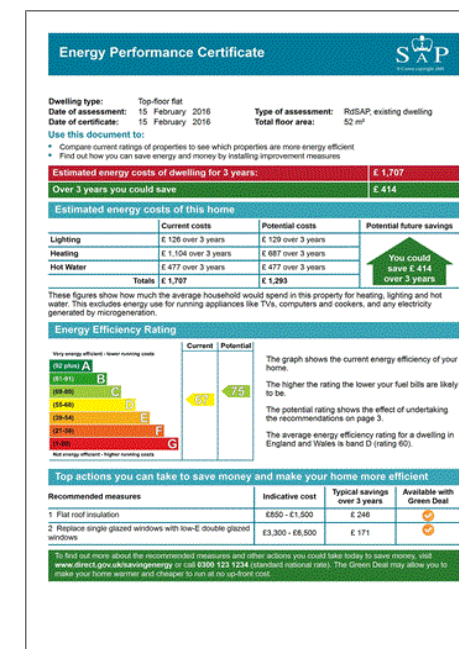 Energy Performance Certificate
SAP
Dwelling type: Top-floor flat
Date of assessment: 15 February 2016 Type of assessment: RdSAP, existing dwelling
Date of certificate: 15 February 2016 Total floor area: 52 m²
Use this document to:
• Compare current ratings of properties to see which properties are more energy efficient
• Find out how you can save energy and money by installing improvement measures
Estimated energy costs of dwelling for 3 years: £ 1,707
Over 3 years you could save £ 414
Estimated energy costs of this home
Current costs Potential costs Potential future savings
Lighting £ 126 over 3 years £ 129 over 3 years
Heating £ 1,104 over 3 years £ 687 over 3 years
Hot Water £ 477 over 3 years £ 477 over 3 years
Totals £ 1,707 £ 1,293
You could
save £ 414
over 3 years
These figures show how much the average household would spend in this property for heating, lighting and hot
water. This excludes energy use for running appliances like TVs, computers and cookers, and any electricity
generated by microgeneration.
Energy Efficiency Rating
Current Potential
Very energy efficient - lower running costs
(92 plus) A
(81-91) B
(69-80) C
(55-68) D
(39-54) E
(21-38) F
(1-20) G
Not energy efficient - higher running costs
67
75
The graph shows the current energy efficiency of your
home.
The higher the rating the lower your fuel bills are likely
to be.
The potential rating shows the effect of undertaking
the recommendations on page 3.
The average energy efficiency rating for a dwelling in
England and Wales is band D (rating 60).
Top actions you can take to save money and make your home more efficient
Recommended measures Indicative cost Typical savings over 3 years Available with Green Deal
1 Flat roof insulation £850 - £1,500 £ 246
2 Replace single glazed windows with low-E double glazed
windows £3,300 - £6,500 £ 171
To find out more about the recommended measures and other actions you could take today to save money, visit
www.direct.gov.uk/savingenergy or call 0300 123 1234 (standard national rate). The Green Deal may allow you to
make your home warmer and cheaper to run at no up-front cost.